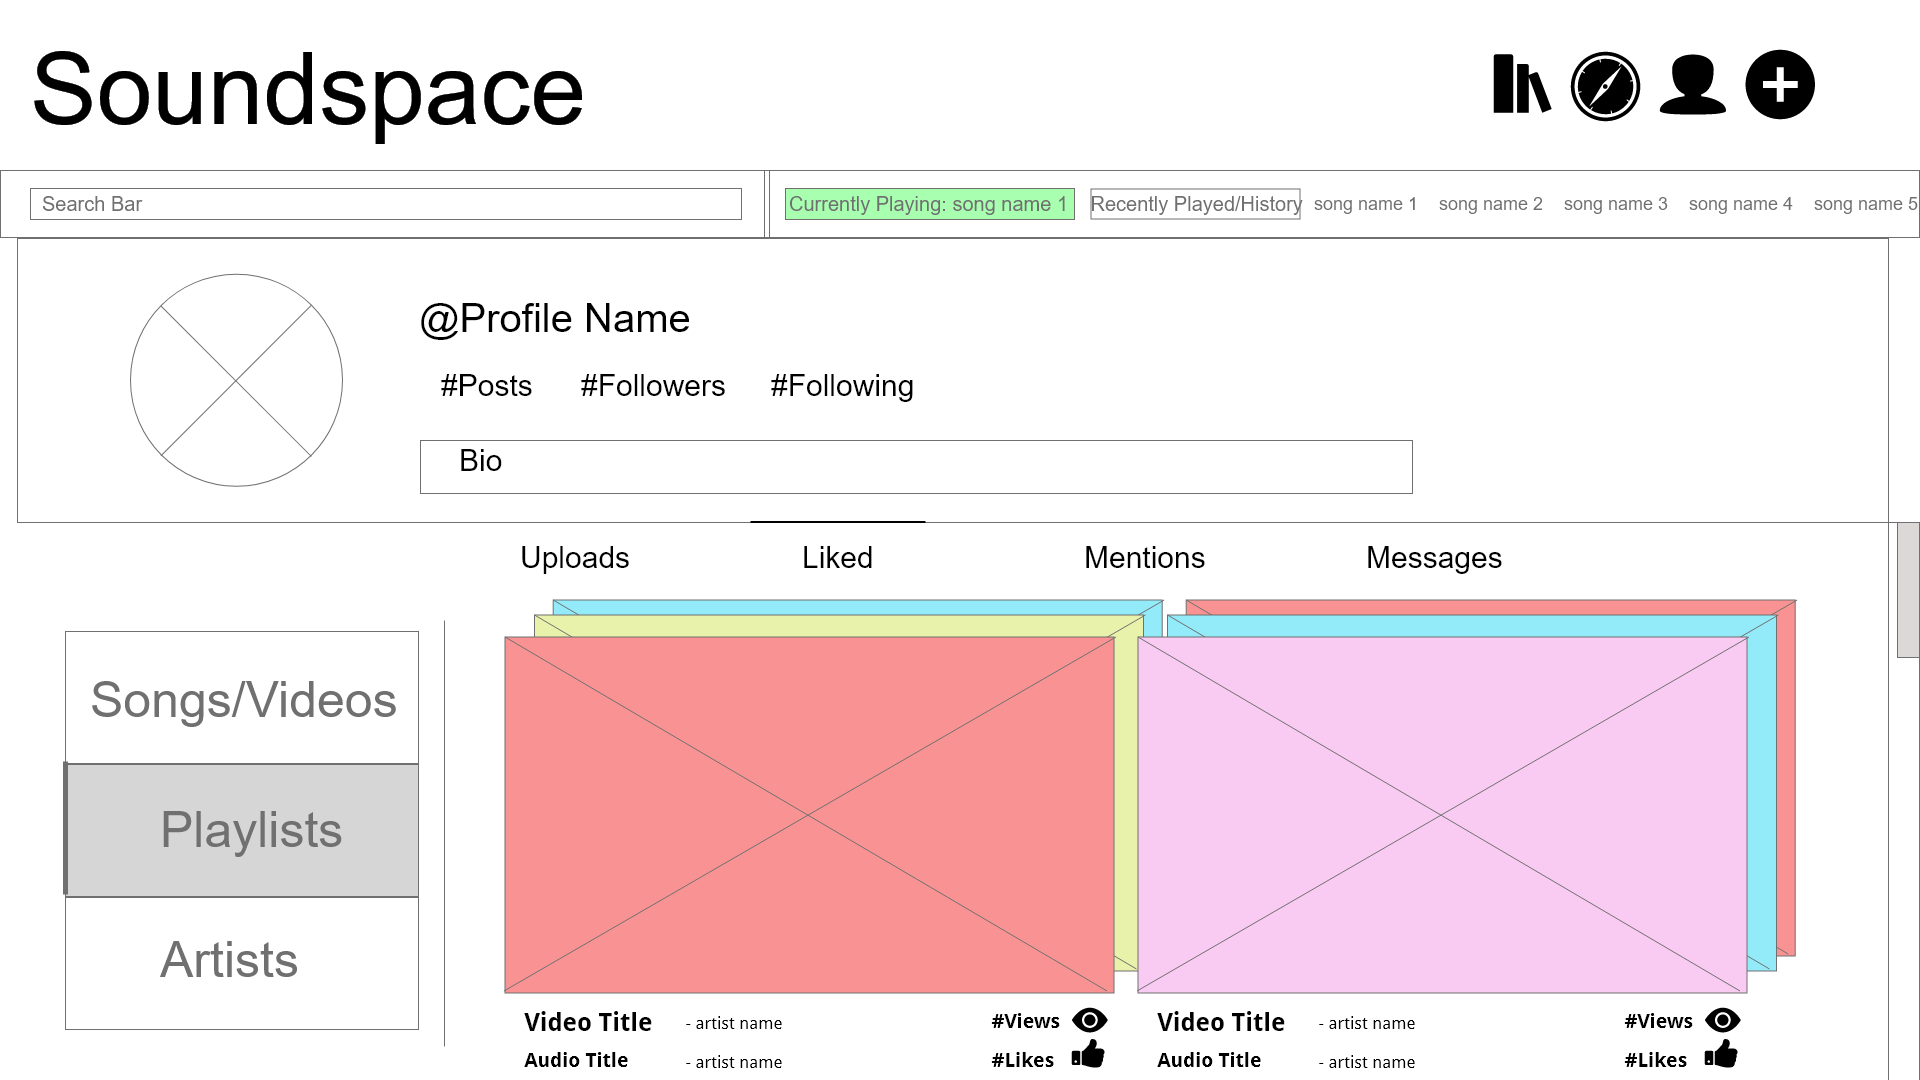 Soundspace
Search Bar
Currently Playing: song name 1
Recently Played/History
song name 1
song name 2
song name 3
song name 4
song name 5
@Profile Name
#Posts
#Followers
#Following
Bio
Uploads
Liked
Mentions
Messages
Songs/Videos
Playlists
Artists
Video Title - artist name #Views
Audio Title - artist name #Likes
Video Title - artist name #Views
Audio Title - artist name #Likes